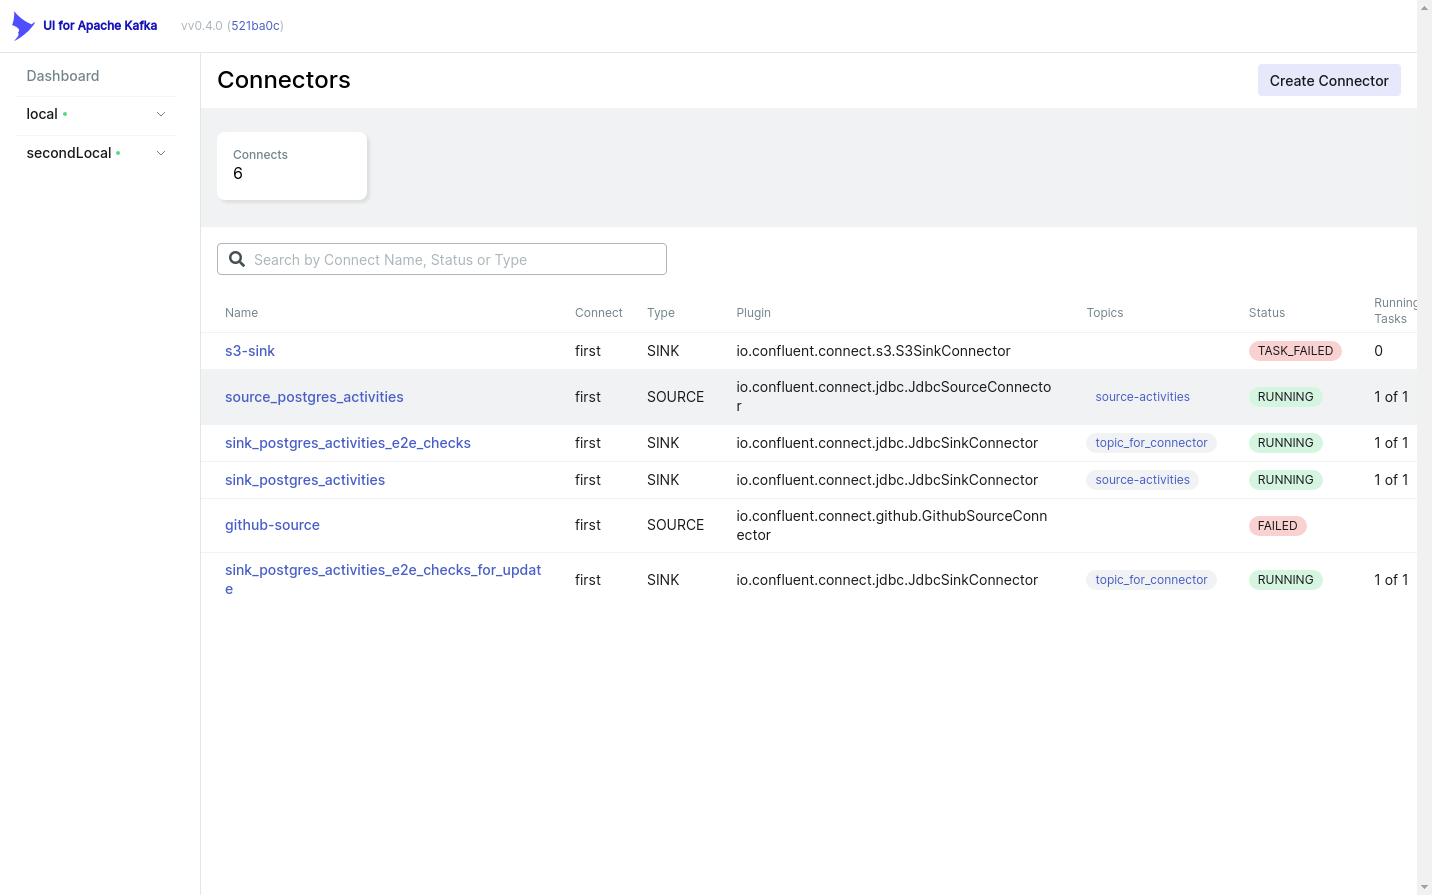 UI for Apache Kafka
vv0.4.0 (521ba0c)
Dashboard
local
secondLocal
Connectors
Create Connector
Connects
6
Search by Connect Name, Status or Type
Name Connect Type Plugin Topics Status Running
Tasks
s3-sink first SINK io.confluent.connect.s3.S3SinkConnector TASK_FAILED 0
source_postgres_activities first SOURCE io.confluent.connect.jdbc.JdbcSourceConnecto
r source-activities RUNNING 1 of 1
sink_postgres_activities_e2e_checks first SINK io.confluent.connect.jdbc.JdbcSinkConnector topic_for_connector RUNNING 1 of 1
sink_postgres_activities first SINK io.confluent.connect.jdbc.JdbcSinkConnector source-activities RUNNING 1 of 1
github-source first SOURCE io.confluent.connect.github.GithubSourceConn
ector FAILED
sink_postgres_activities_e2e_checks_for_updat
e first SINK io.confluent.connect.jdbc.JdbcSinkConnector topic_for_connector RUNNING 1 of 1